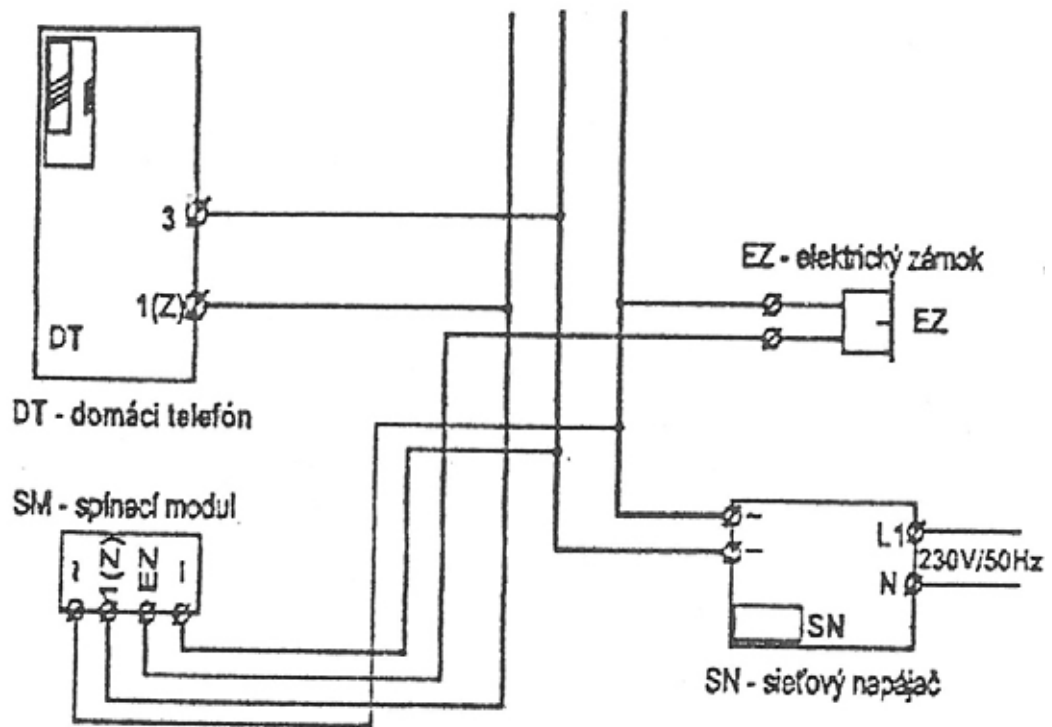 3
1(Z)
DT
DT - domáci telefón
EZ - elektrický zámok
EZ
SM - spínací modul
~ 1(Z) EZ −
~
−
L1
230V/50Hz
N
SN
SN - sieťový napájač